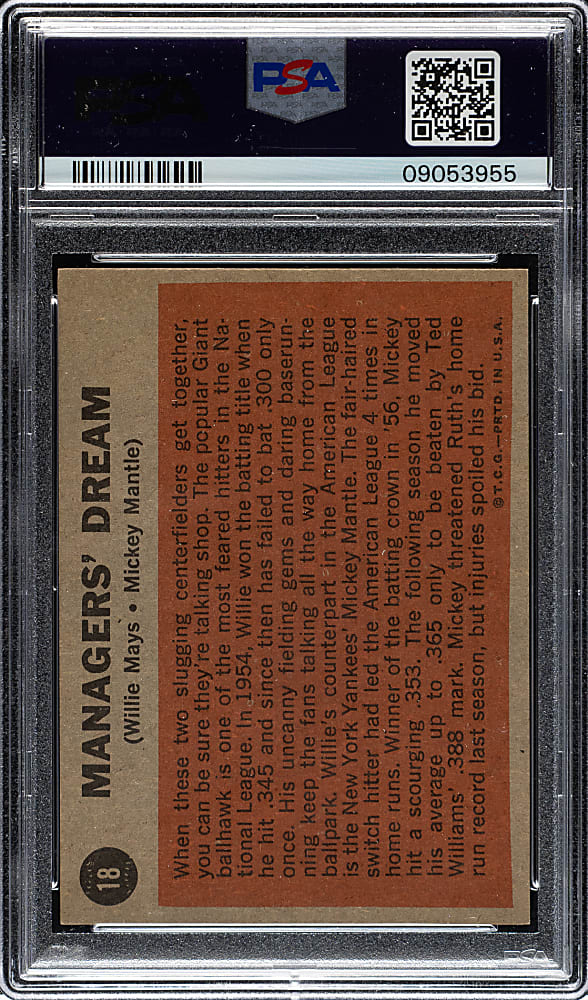 PSA
09053955
18
MANAGERS' DREAM
(Willie Mays • Mickey Mantle)
When these two slugging centerfielders get together,
you can be sure they're talking shop. The popular Giant
ballhawk is one of the most feared hitters in the Na-
tional League. In 1954, Willie won the batting title when
he hit .345 and since then has failed to bat .300 only
once. His uncanny fielding gems and daring baserun-
ning keep the fans talking all the way home from the
ballpark. Willie's counterpart in the American League
is the New York Yankees' Mickey Mantle. The fair-haired
switch hitter had led the American League 4 times in
home runs. Winner of the batting crown in '56, Mickey
hit a scourging .353. The following season he moved
his average up to .365 only to be beaten by Ted
Williams' .388 mark. Mickey threatened Ruth's home
run record last season, but injuries spoiled his bid.
©T.C.G.—PRTD. IN U.S.A.